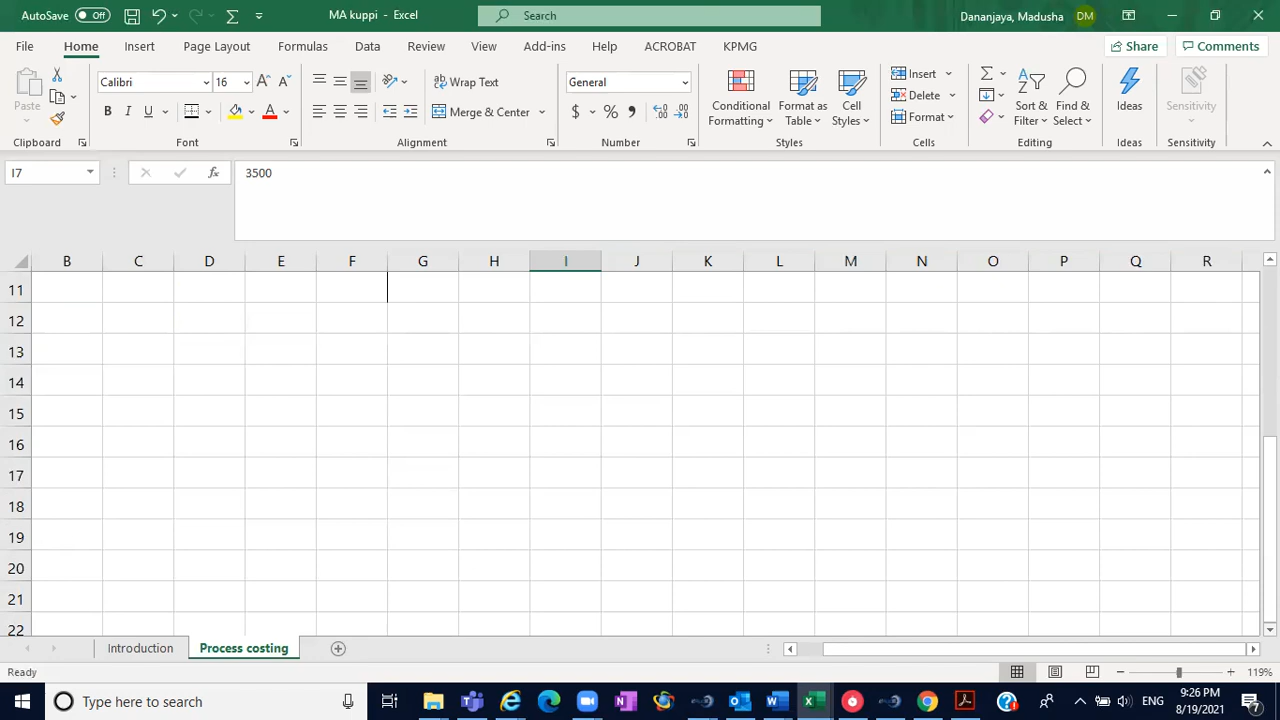 AutoSave Off MA kuppi - Excel Search Dananjaya, Madusha DM
File Home Insert Page Layout Formulas Data Review View Add-ins Help ACROBAT KPMG Share Comments
Paste Calibri 16 Wrap Text General Conditional Formatting Format as Table Cell Styles Insert Sort & Filter Find & Select Ideas Sensitivity
B I U Merge & Center $ % Delete
Format
Clipboard Font Alignment Number Styles Cells Editing Ideas Sensitivity
I7 fx 3500
B C D E F G H I J K L M N O P Q R
11
12
13
14
15
16
17
18
19
20
21
22
Introduction Process costing
Ready 119%
Type here to search ENG 9:26 PM
8/19/2021 7